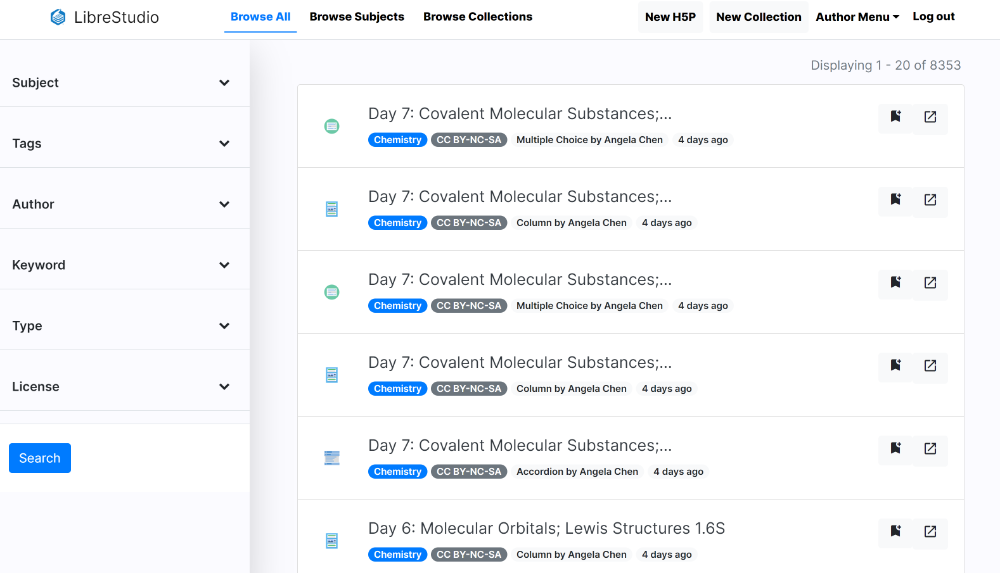 LibreStudio Browse All Browse Subjects Browse Collections New H5P New Collection Author Menu Log out
Subject
Tags
Author
Keyword
Type
License
Search
Displaying 1 - 20 of 8353
Day 7: Covalent Molecular Substances;...
Chemistry CC BY-NC-SA Multiple Choice by Angela Chen 4 days ago
Day 7: Covalent Molecular Substances;...
Chemistry CC BY-NC-SA Column by Angela Chen 4 days ago
Day 7: Covalent Molecular Substances;...
Chemistry CC BY-NC-SA Multiple Choice by Angela Chen 4 days ago
Day 7: Covalent Molecular Substances;...
Chemistry CC BY-NC-SA Column by Angela Chen 4 days ago
Day 7: Covalent Molecular Substances;...
Chemistry CC BY-NC-SA Accordion by Angela Chen 4 days ago
Day 6: Molecular Orbitals; Lewis Structures 1.6S
Chemistry CC BY-NC-SA Column by Angela Chen 4 days ago